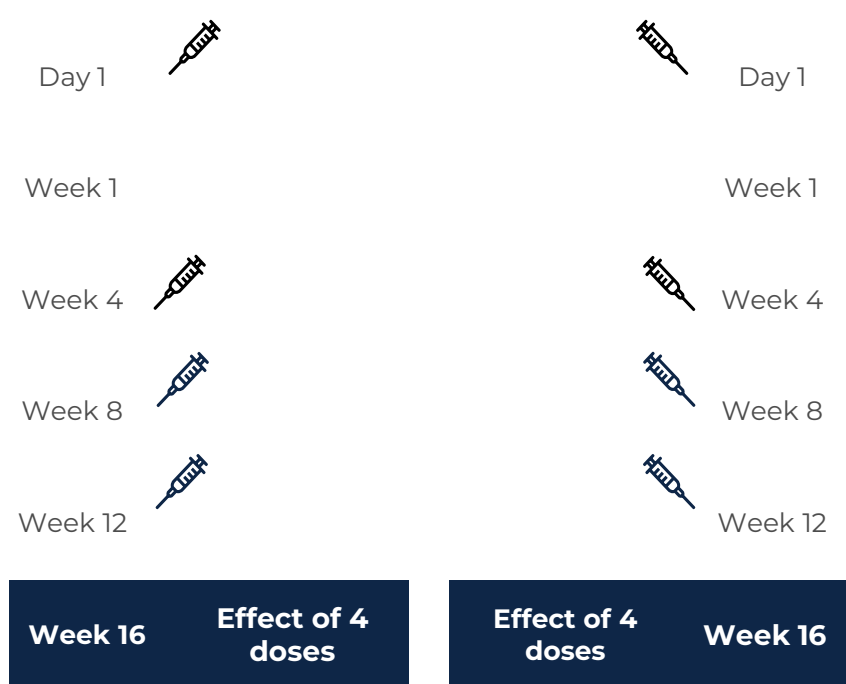 Day 1
Day 1
Week 1
Week 1
Week 4
Week 4
Week 8
Week 8
Week 12
Week 12
Week 16
Effect of 4
doses
Effect of 4
doses
Week 16